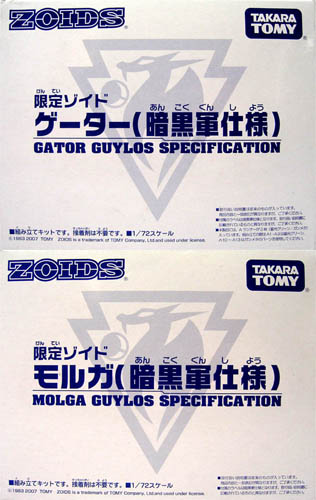 ZOIDS
TAKARA TOMY
げん てい
限定ゾイド
あん こく ぐん し よう
ゲーター(暗黒軍仕様)
GATOR GUYLOS SPECIFICATION
■組み立てキットです。接着剤は不要です。■1/72スケール
©1983 2007 TOMY ZOIDS is a trademark of TOMY Company, Ltd.and used under license.
ZOIDS
TAKARA TOMY
げん てい
限定ゾイド
あん こく ぐん し よう
モルガ(暗黒軍仕様)
MOLGA GUYLOS SPECIFICATION
■組み立てキットです。接着剤は不要です。■1/72スケール
©1983 2007 TOMY ZOIDS is a trademark of TOMY Company, Ltd.and used under license.